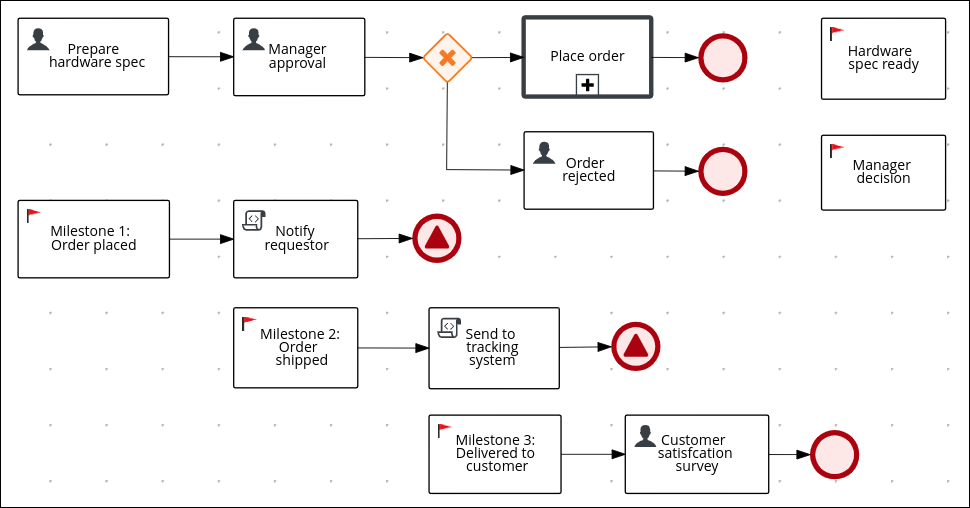 Prepare
hardware spec
Manager
approval
Place order
Hardware
spec ready
Order
rejected
Manager
decision
Milestone 1:
Order placed
Notify
requestor
Milestone 2:
Order
shipped
Send to
tracking
system
Milestone 3:
Delivered to
customer
Customer
satisfcation
survey